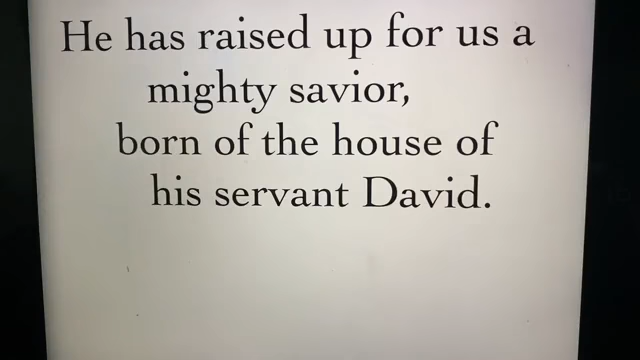 He has raised up for us a
mighty savior,
born of the house of
his servant David.